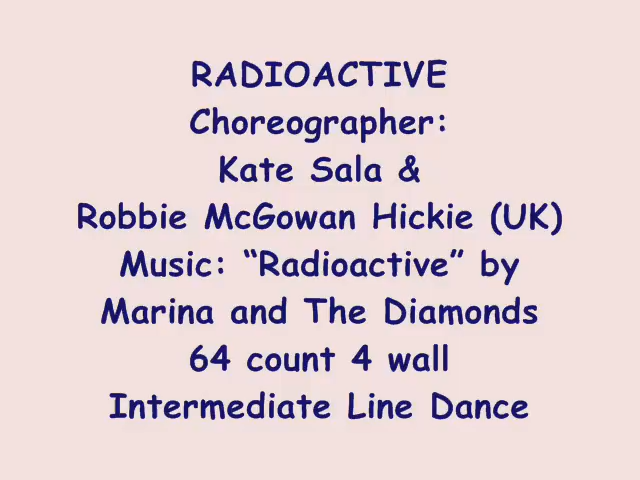 RADIOACTIVE
Choreographer:
Kate Sala &
Robbie McGowan Hickie (UK)
Music: “Radioactive” by
Marina and The Diamonds
64 count 4 wall
Intermediate Line Dance